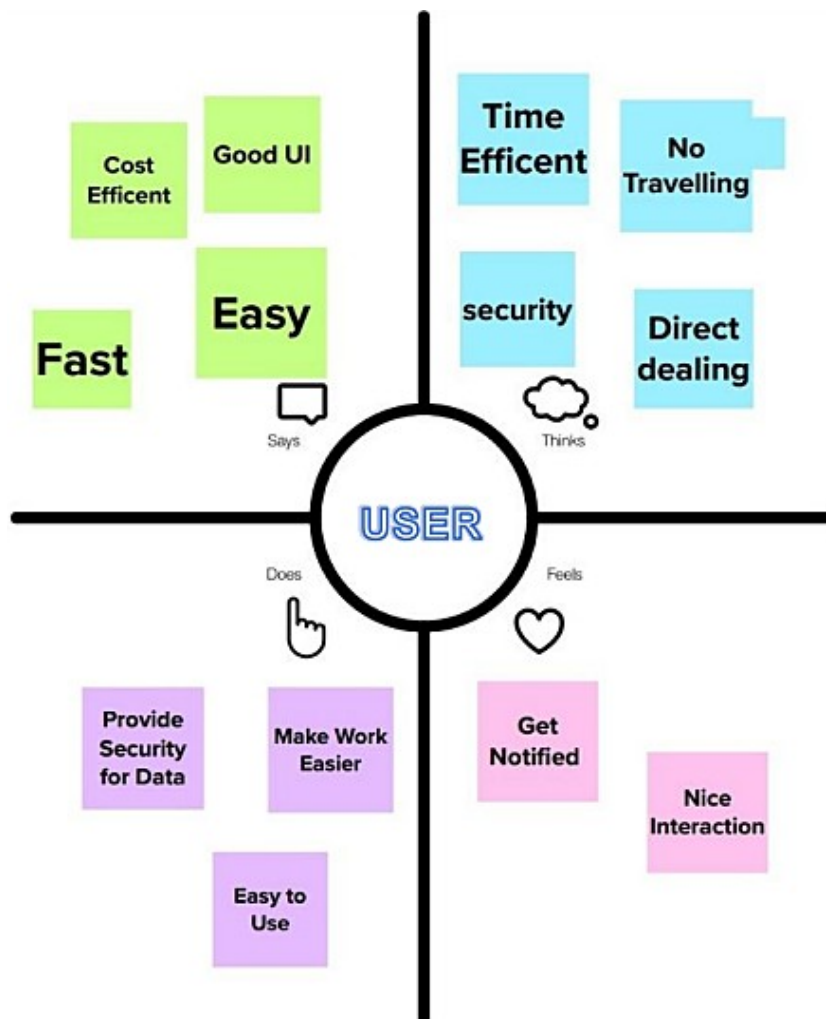 Cost
Efficent
Good UI
Fast
Easy
Says
Time
Efficent
No
Travelling
security
Direct
dealing
Thinks
USER
Does
Provide
Security
for Data
Make Work
Easier
Easy to
Use
Feels
Get
Notified
Nice
Interaction